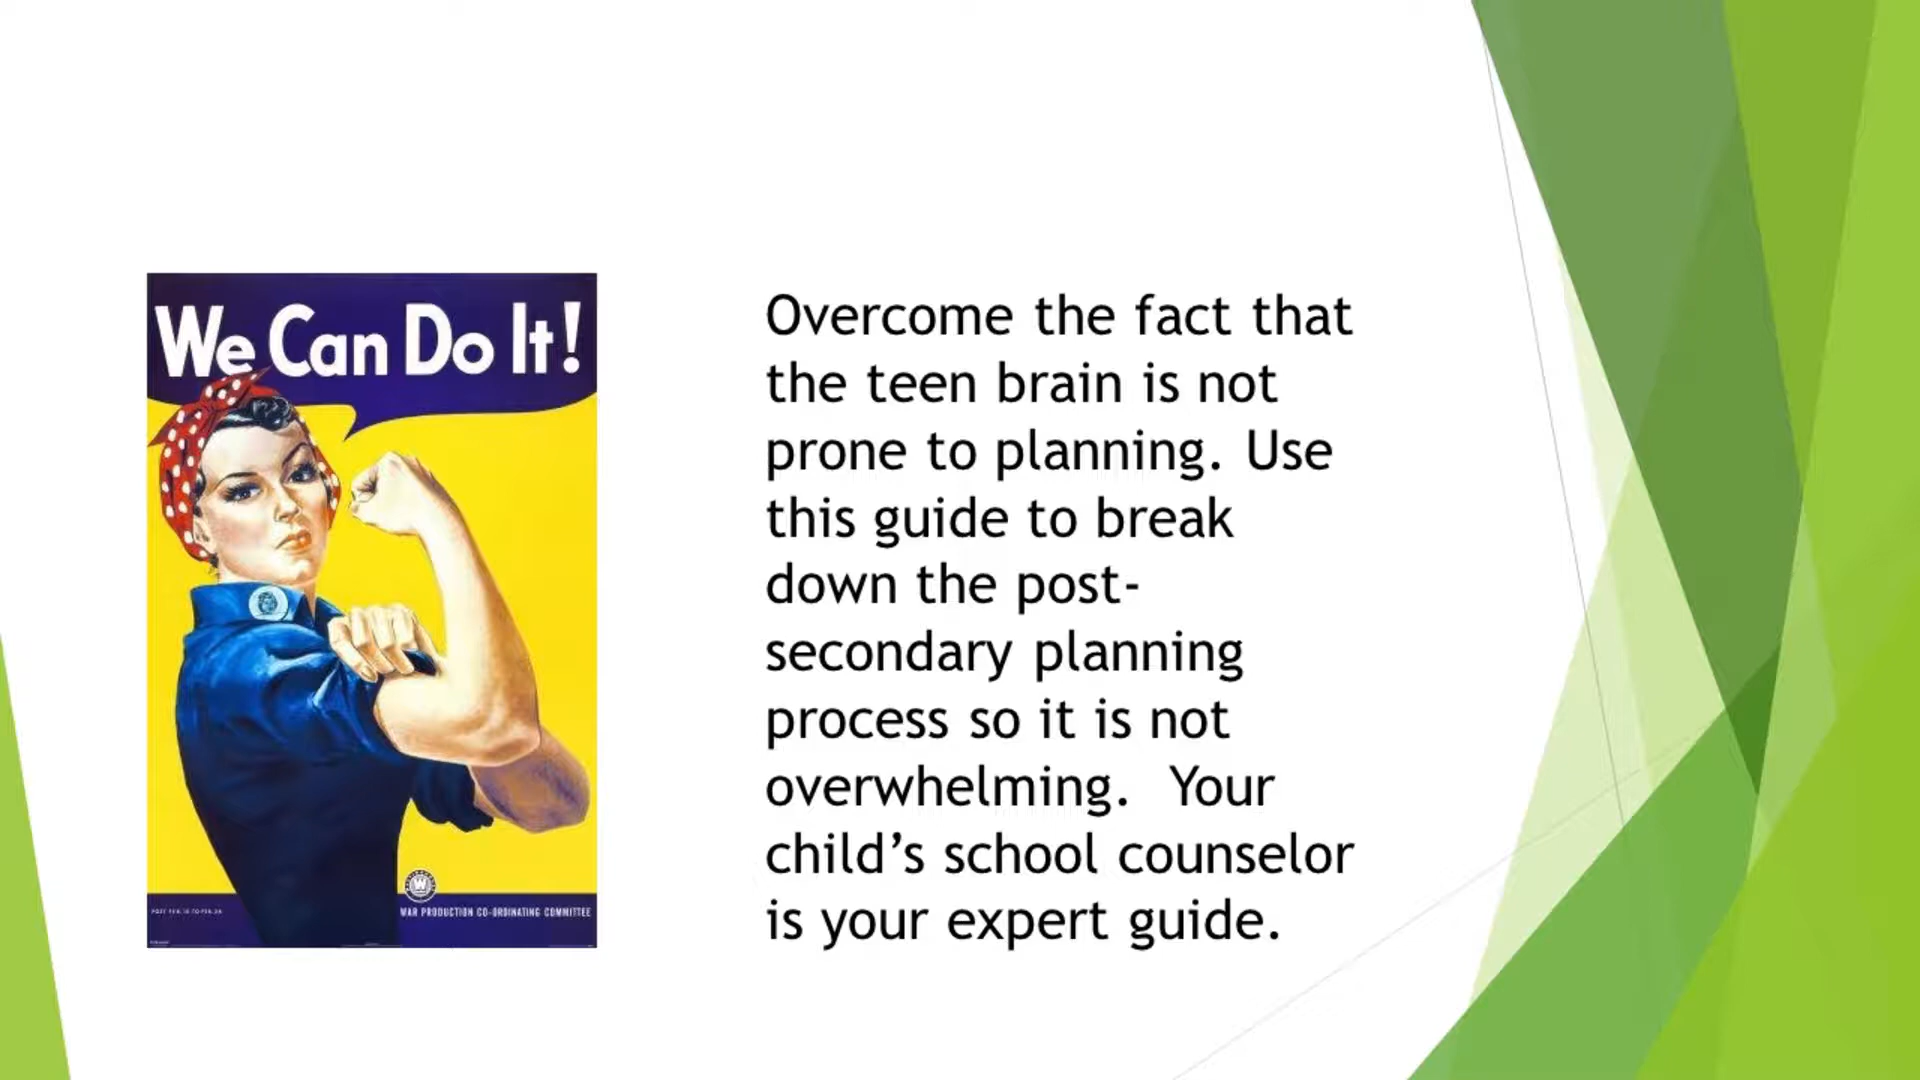 We Can Do It!
WAR PRODUCTION CO-ORDINATING COMMITTEE
Overcome the fact that
the teen brain is not
prone to planning. Use
this guide to break
down the post-
secondary planning
process so it is not
overwhelming.  Your
child’s school counselor
is your expert guide.